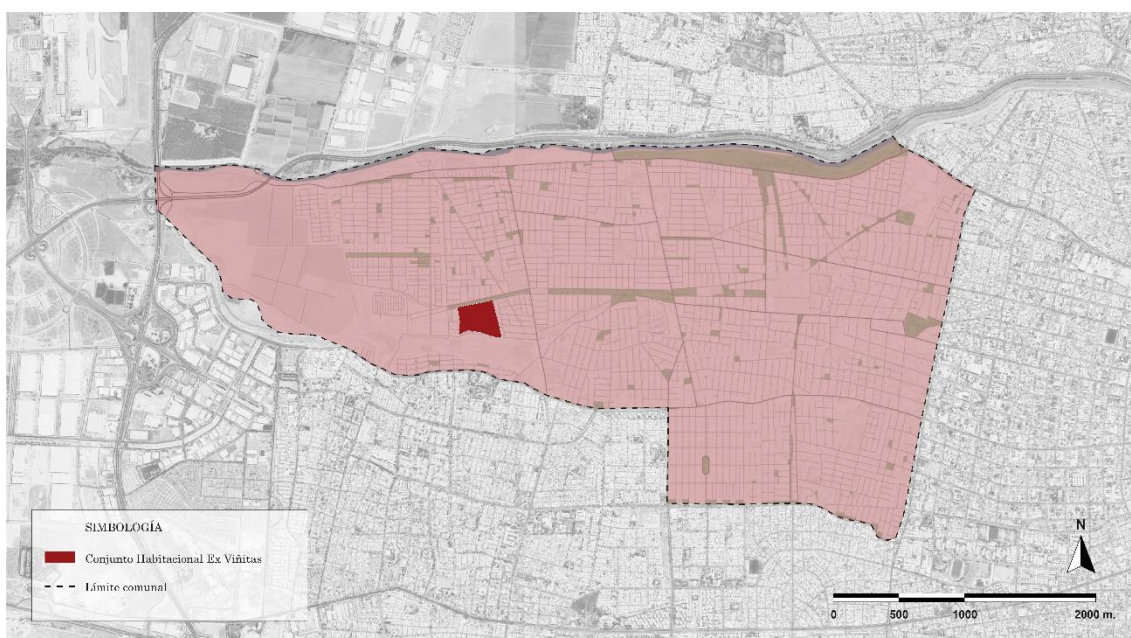 SIMBOLOGÍA
Conjunto Habitacional Ex Viñitas
Límite comunal
N
0 500 1000 2000 m.